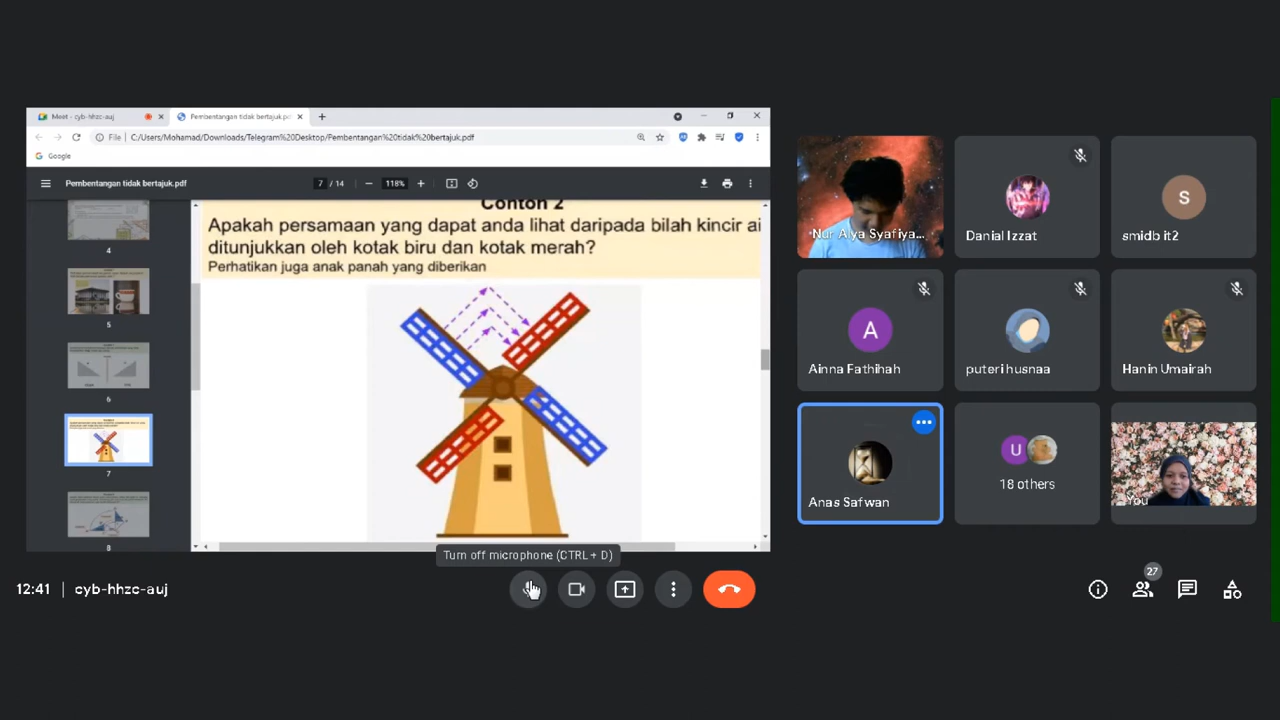 Meet - cyb-hhzc-auj
Pembentangan tidak bertajuk.pd
File
C:/Users/Mohamad/Downloads/Telegram%20Desktop/Pembentangan%20tidak%20bertajuk.pdf
Google
Pembentangan tidak bertajuk.pdf
7 / 14
118%
4
5
6
7
8
Contoh 2
Apakah persamaan yang dapat anda lihat daripada bilah kincir ai
ditunjukkan oleh kotak biru dan kotak merah?
Perhatikan juga anak panah yang diberikan
Nur Alya Syafiya...
Danial Izzat
S
smidb it2
A
Ainna Fathihah
puteri husnaa
Hanin Umairah
Anas Safwan
U
18 others
You
Turn off microphone (CTRL + D)
12:41
cyb-hhzc-auj
27